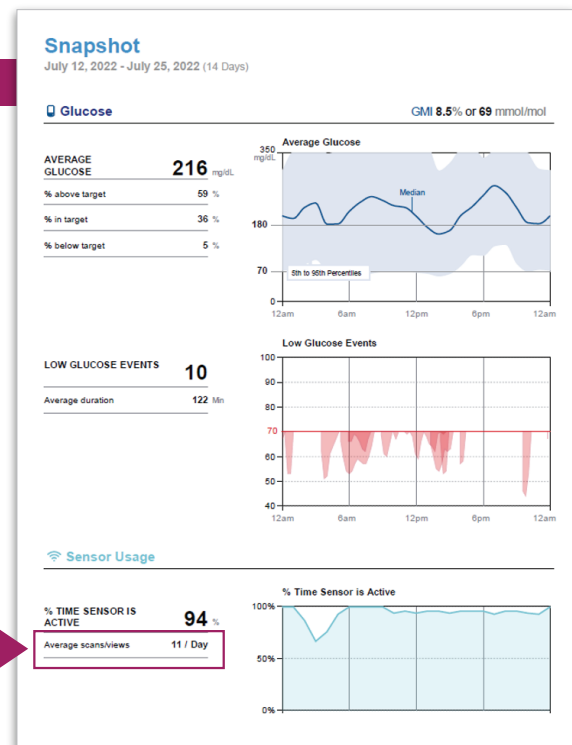 Snapshot
July 12, 2022 - July 25, 2022 (14 Days)
Glucose
GMI 8.5% or 69 mmol/mol
AVERAGE
GLUCOSE 216 mg/dL
% above target 59 %
% in target 36 %
% below target 5 %
Average Glucose
350
mg/dL
Median
180
70
5th to 95th Percentiles
0
12am 6am 12pm 6pm 12am
LOW GLUCOSE EVENTS 10
Average duration 122 Min
Low Glucose Events
100
90
80
70
60
50
40
12am 6am 12pm 6pm 12am
Sensor Usage
% TIME SENSOR IS
ACTIVE 94 %
Average scans/views 11 / Day
% Time Sensor is Active
100%
50%
0%